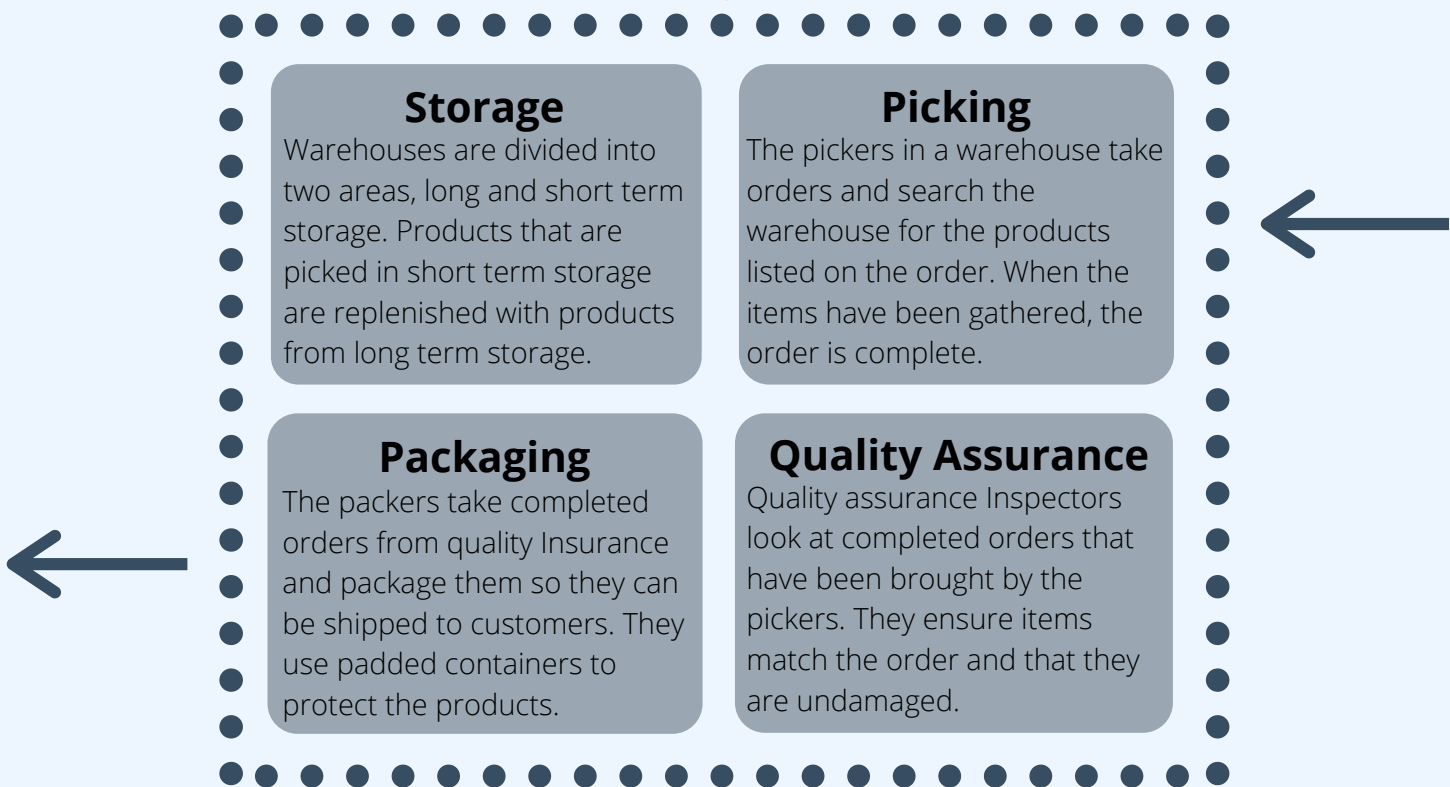 Storage
Warehouses are divided into
two areas, long and short term
storage. Products that are
picked in short term storage
are replenished with products
from long term storage.
Picking
The pickers in a warehouse take
orders and search the
warehouse for the products
listed on the order. When the
items have been gathered, the
order is complete.
Packaging
The packers take completed
orders from quality Insurance
and package them so they can
be shipped to customers. They
use padded containers to
protect the products.
Quality Assurance
Quality assurance Inspectors
look at completed orders that
have been brought by the
pickers. They ensure items
match the order and that they
are undamaged.